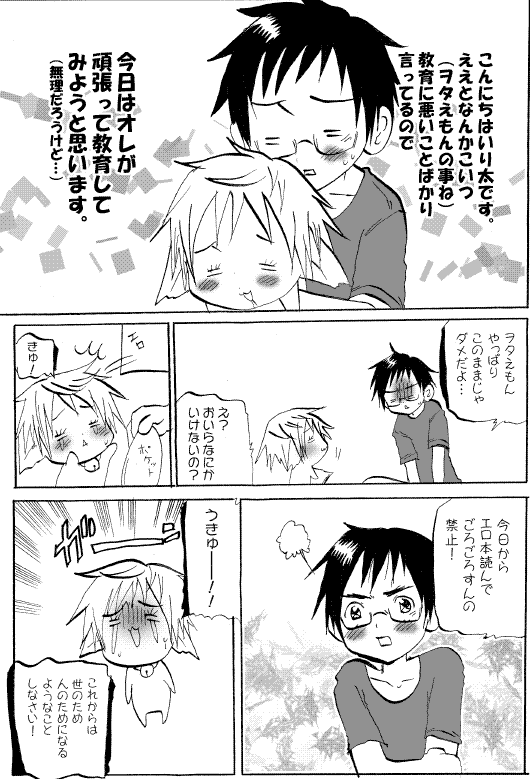 こんにちはいり太です。
ええとなんかこいつ
(ヲタえもんの事ね)
教育に悪いことばかり
言ってるので
今日はオレが
頑張って教育して
みようと思います。
(無理だろうけど…)
ヲタえもん
やっぱり
このままじゃ
ダメだよ…
え?
おいらなにか
いけないの?
エロ
ポケット
きゅ!
今日から
エロ本読んで
ごろごろすんの
禁止!
うきゅーー!!
ガーン
これからは
世のため
んのためになる
ようなこと
しなさい!